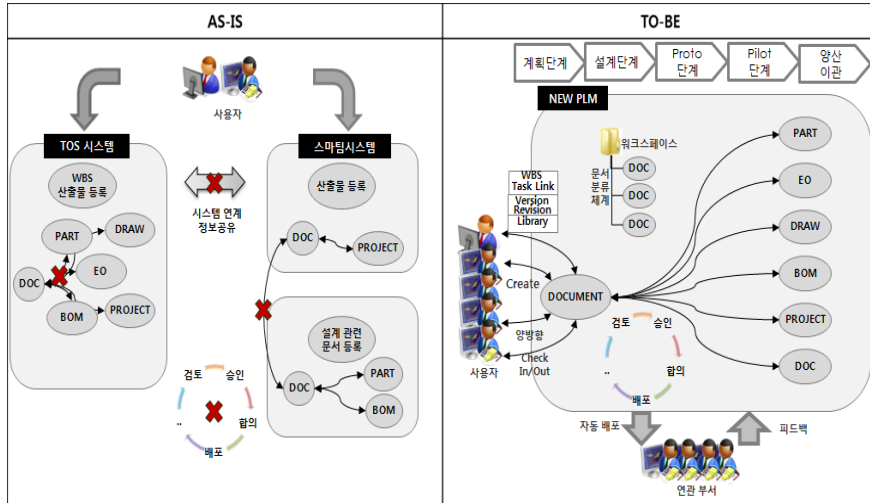 AS-IS
사용자
TOS 시스템
WBS
산출물 등록
PART
DRAW
EO
DOC
BOM
PROJECT
시스템 연계
정보공유
스마팀시스템
산출물 등록
DOC
PROJECT
설계 관련
문서 등록
DOC
PART
BOM
검토
승인
합의
배포
..
TO-BE
계획단계
설계단계
Proto
단계
Pilot
단계
양산
이관
NEW PLM
워크스페이스
문서
분류
체계
DOC
DOC
DOC
WBS
Task Link
Version
Revision
Library
Create
양방향
Check
In/Out
사용자
DOCUMENT
검토
승인
합의
배포
..
PART
EO
DRAW
BOM
PROJECT
DOC
자동 배포
피드백
연관 부서